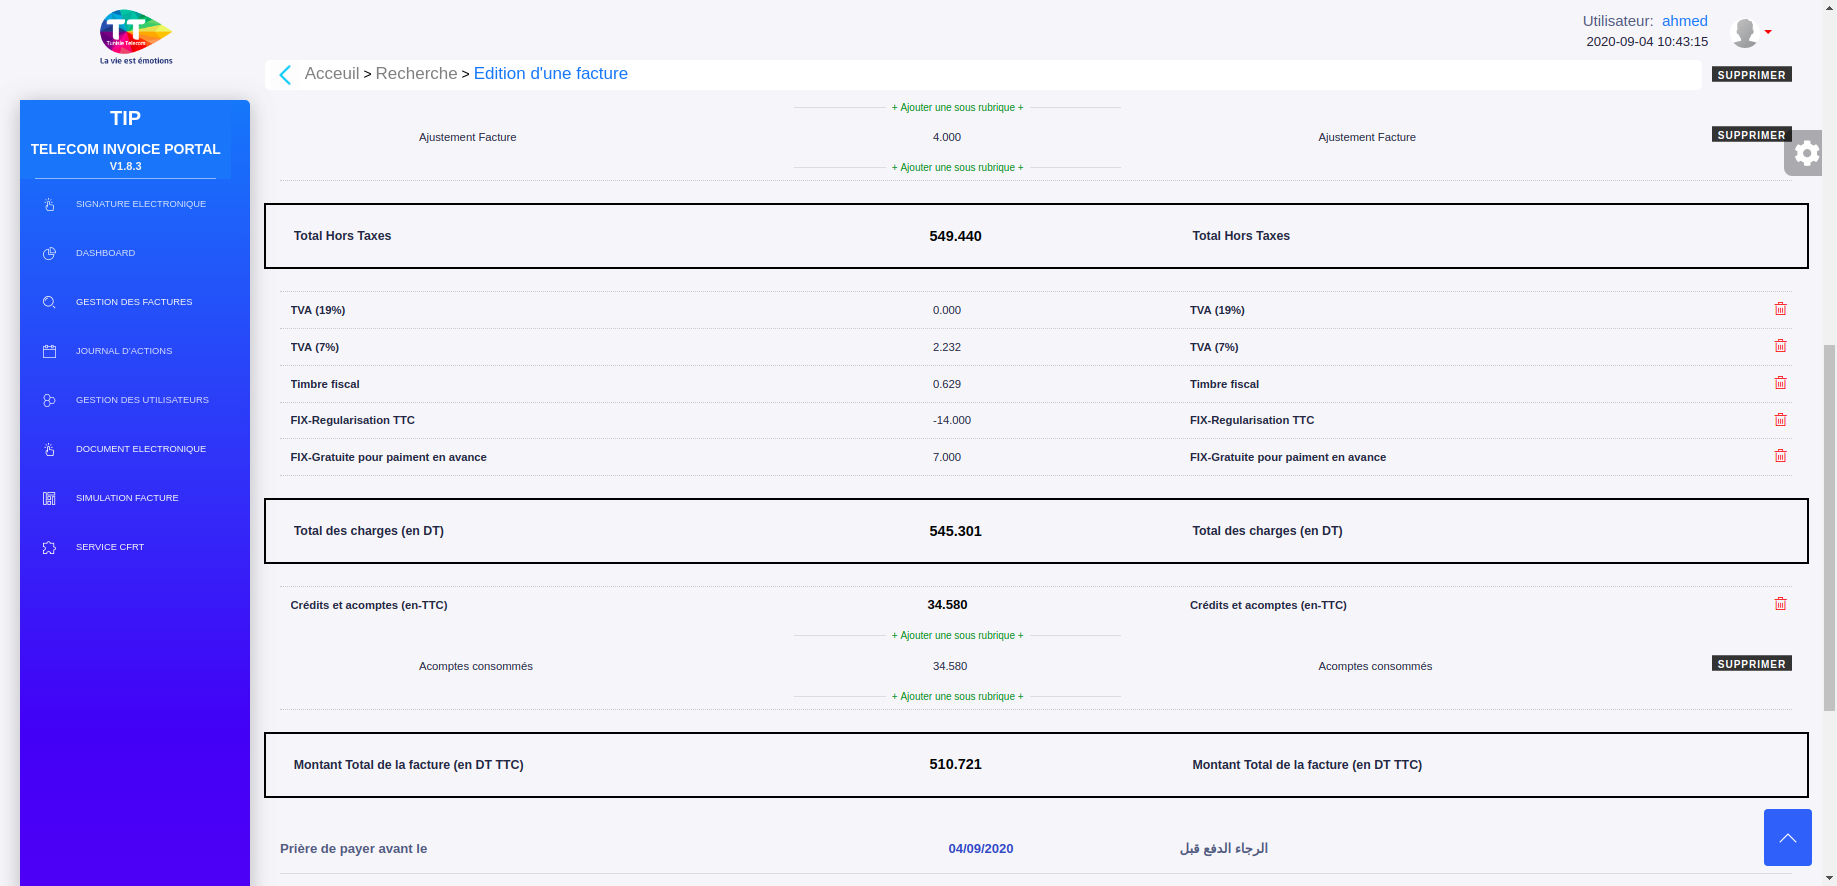 TT
Tunisie Telecom
La vie est émotions
Utilisateur: ahmed
2020-09-04 10:43:15
Acceuil > Recherche > Edition d'une facture
SUPPRIMER
TIP
TELECOM INVOICE PORTAL
V1.8.3
SIGNATURE ELECTRONIQUE
DASHBOARD
GESTION DES FACTURES
JOURNAL D'ACTIONS
GESTION DES UTILISATEURS
DOCUMENT ELECTRONIQUE
SIMULATION FACTURE
SERVICE CFRT
+ Ajouter une sous rubrique +
Ajustement Facture 4.000 Ajustement Facture SUPPRIMER
+ Ajouter une sous rubrique +
Total Hors Taxes 549.440 Total Hors Taxes
TVA (19%) 0.000 TVA (19%)
TVA (7%) 2.232 TVA (7%)
Timbre fiscal 0.629 Timbre fiscal
FIX-Regularisation TTC -14.000 FIX-Regularisation TTC
FIX-Gratuite pour paiment en avance 7.000 FIX-Gratuite pour paiment en avance
Total des charges (en DT) 545.301 Total des charges (en DT)
Crédits et acomptes (en-TTC) 34.580 Crédits et acomptes (en-TTC)
+ Ajouter une sous rubrique +
Acomptes consommés 34.580 Acomptes consommés SUPPRIMER
+ Ajouter une sous rubrique +
Montant Total de la facture (en DT TTC) 510.721 Montant Total de la facture (en DT TTC)
Prière de payer avant le 04/09/2020 الرجاء الدفع قبل